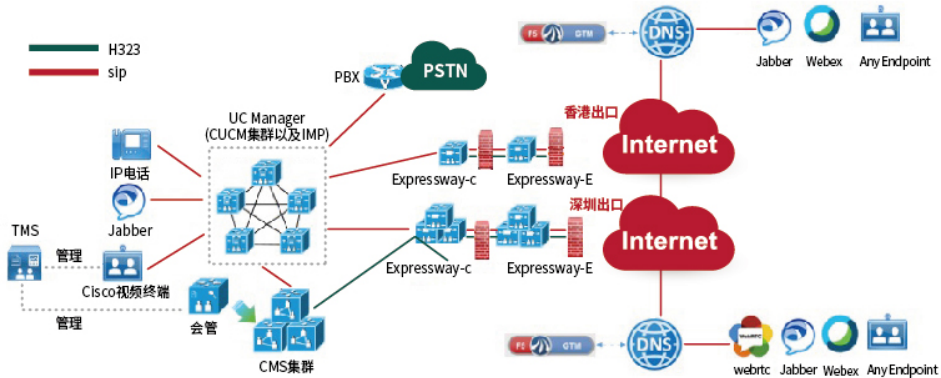 H323
sip
F5 GTM
DNS
Jabber
Webex
Any Endpoint
PBX
PSTN
UC Manager
(CUCM集群以及IMP)
香港出口
Internet
IP电话
Expressway-c
Expressway-E
Jabber
深圳出口
Internet
TMS
管理
Cisco视频终端
Expressway-c
Expressway-E
管理
会管
CMS集群
GTM
DNS
webrtc
Jabber
Webex
Any Endpoint